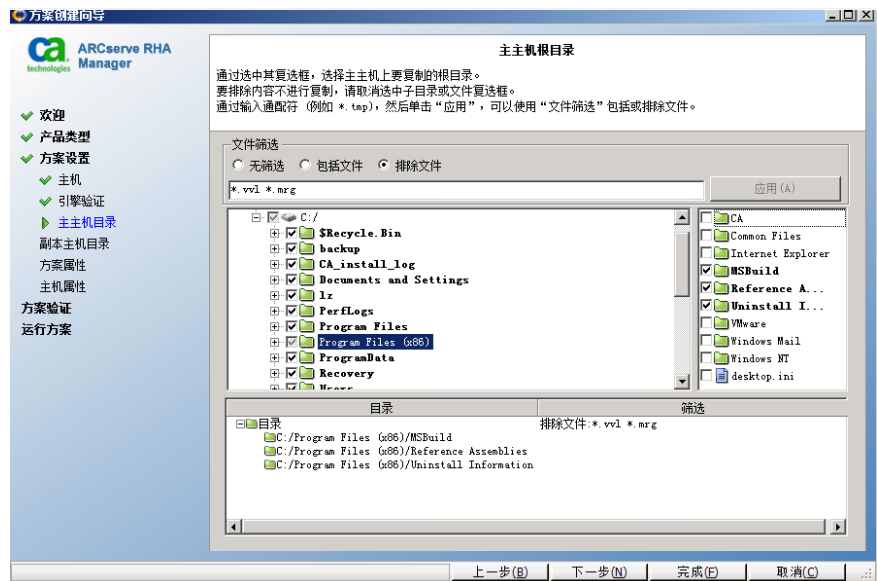 方案创建向导
ca
technologies
ARCserve RHA
Manager
欢迎
产品类型
方案设置
主机
引擎验证
主主机目录
副本主机目录
方案属性
主机属性
方案验证
运行方案
主主机根目录
通过选中其复选框，选择主主机上要复制的根目录。
要排除内容不进行复制，请取消选中子目录或文件复选框。
通过输入通配符 (例如 *.tmp)，然后单击“应用”，可以使用“文件筛选”包括或排除文件。
文件筛选
无筛选 包括文件 排除文件
*.vvl *.mrg
应用(A)
C:/
$Recycle.Bin
backup
CA_install_log
Documents and Settings
lz
PerfLogs
Program Files
Program Files (x86)
ProgramData
Recovery
Users
CA
Common Files
Internet Explorer
MSBuild
Reference A...
Uninstall I...
VMware
Windows Mail
Windows NT
desktop.ini
目录 筛选
目录 排除文件:*.vvl *.mrg
C:/Program Files (x86)/MSBuild
C:/Program Files (x86)/Reference Assemblies
C:/Program Files (x86)/Uninstall Information
上一步(B) 下一步(N) 完成(F) 取消(C)